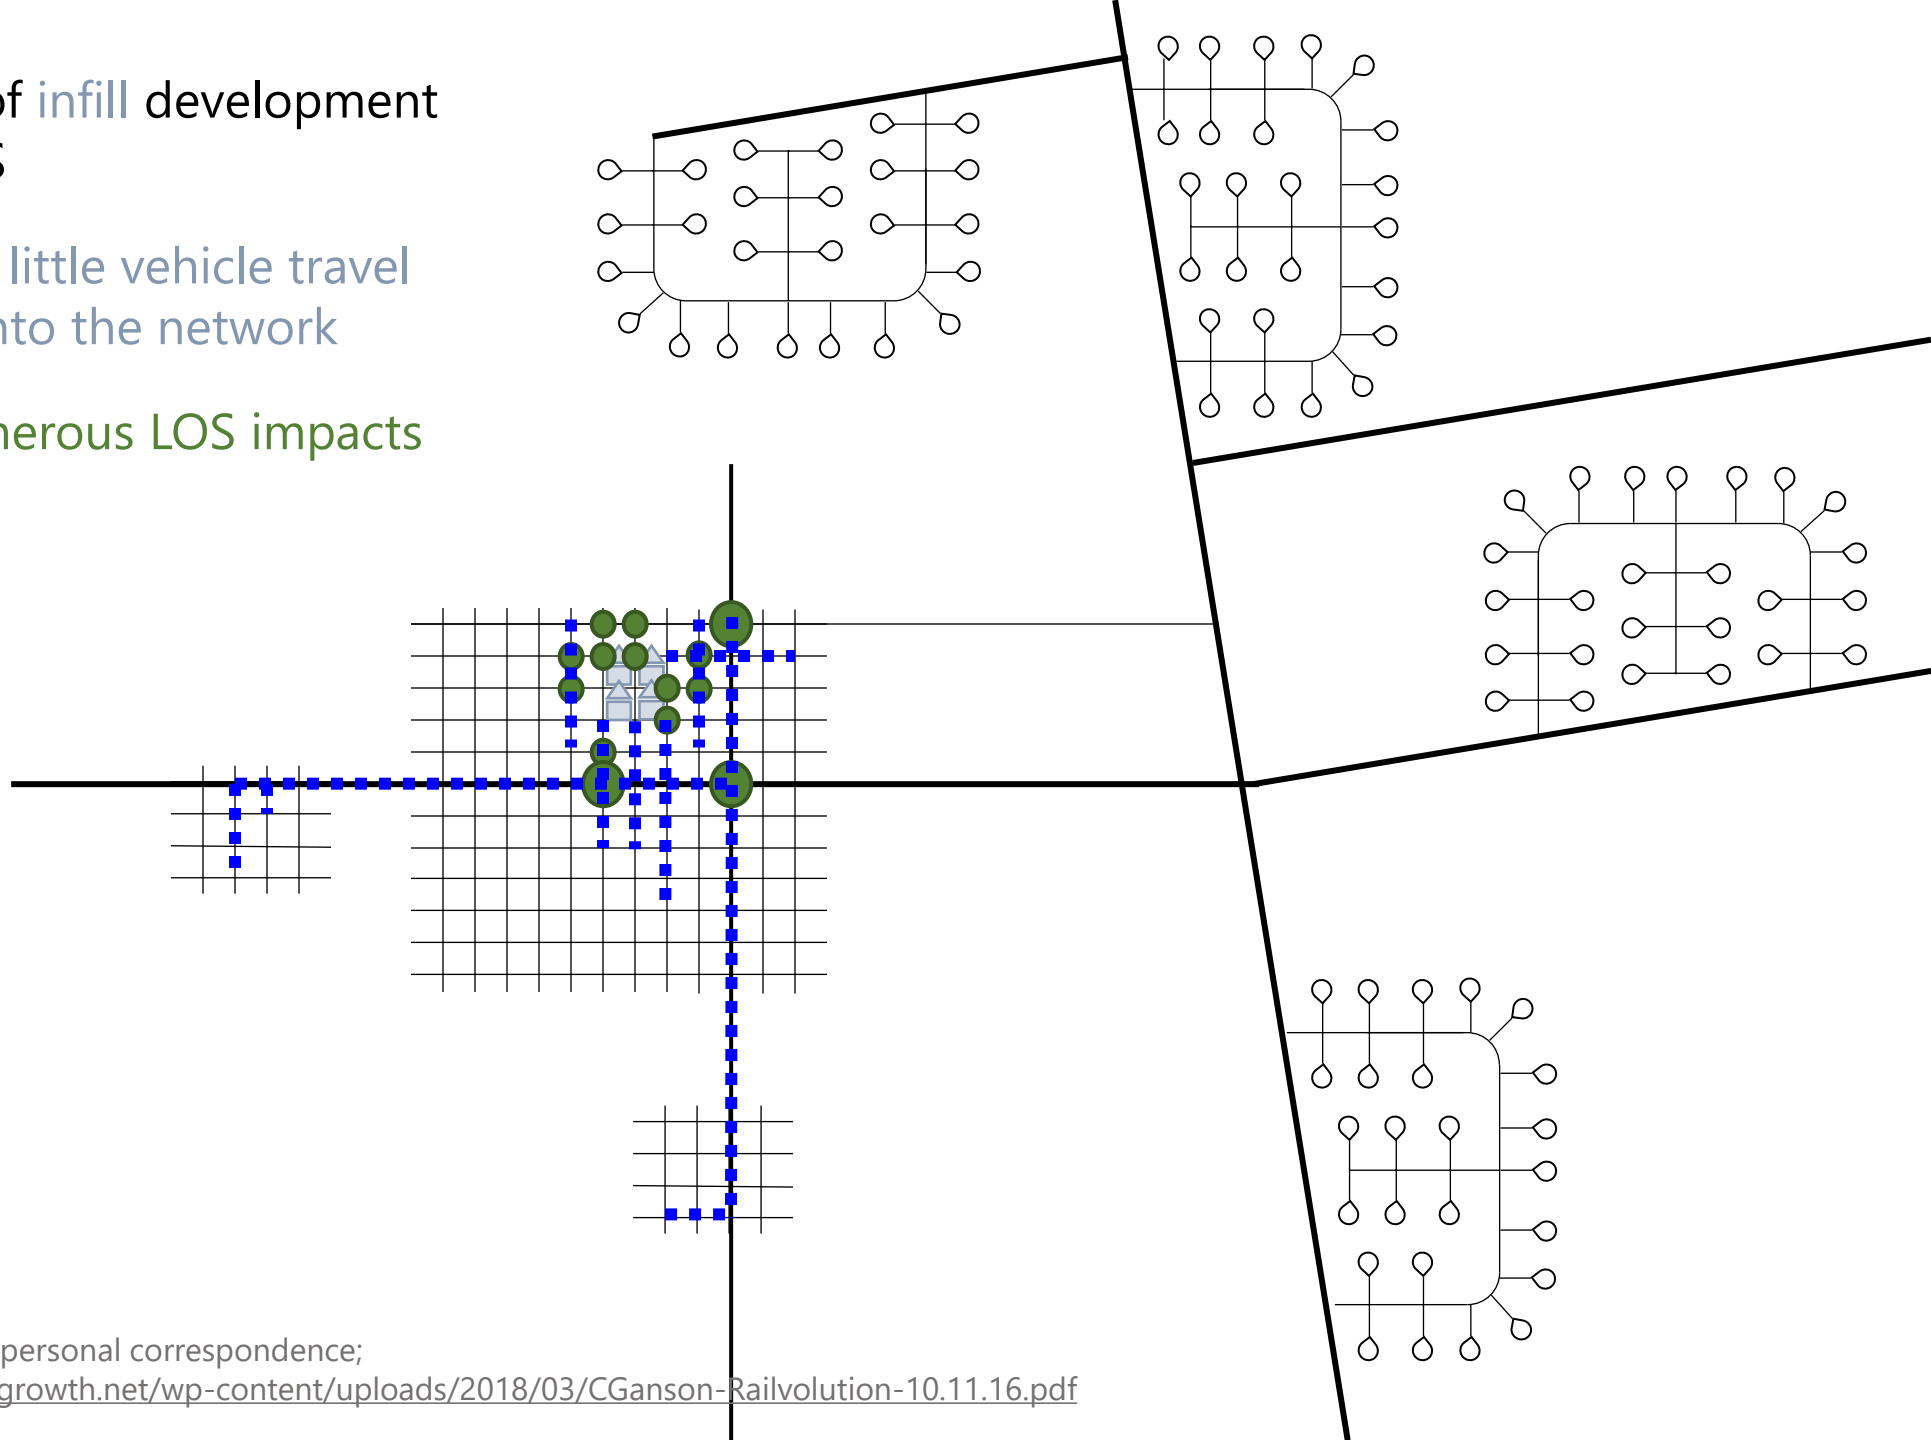 of infill development
S
little vehicle travel
nto the network
nerous LOS impacts
personal correspondence;
growth.net/wp-content/uploads/2018/03/CGanson-Railvolution-10.11.16.pdf